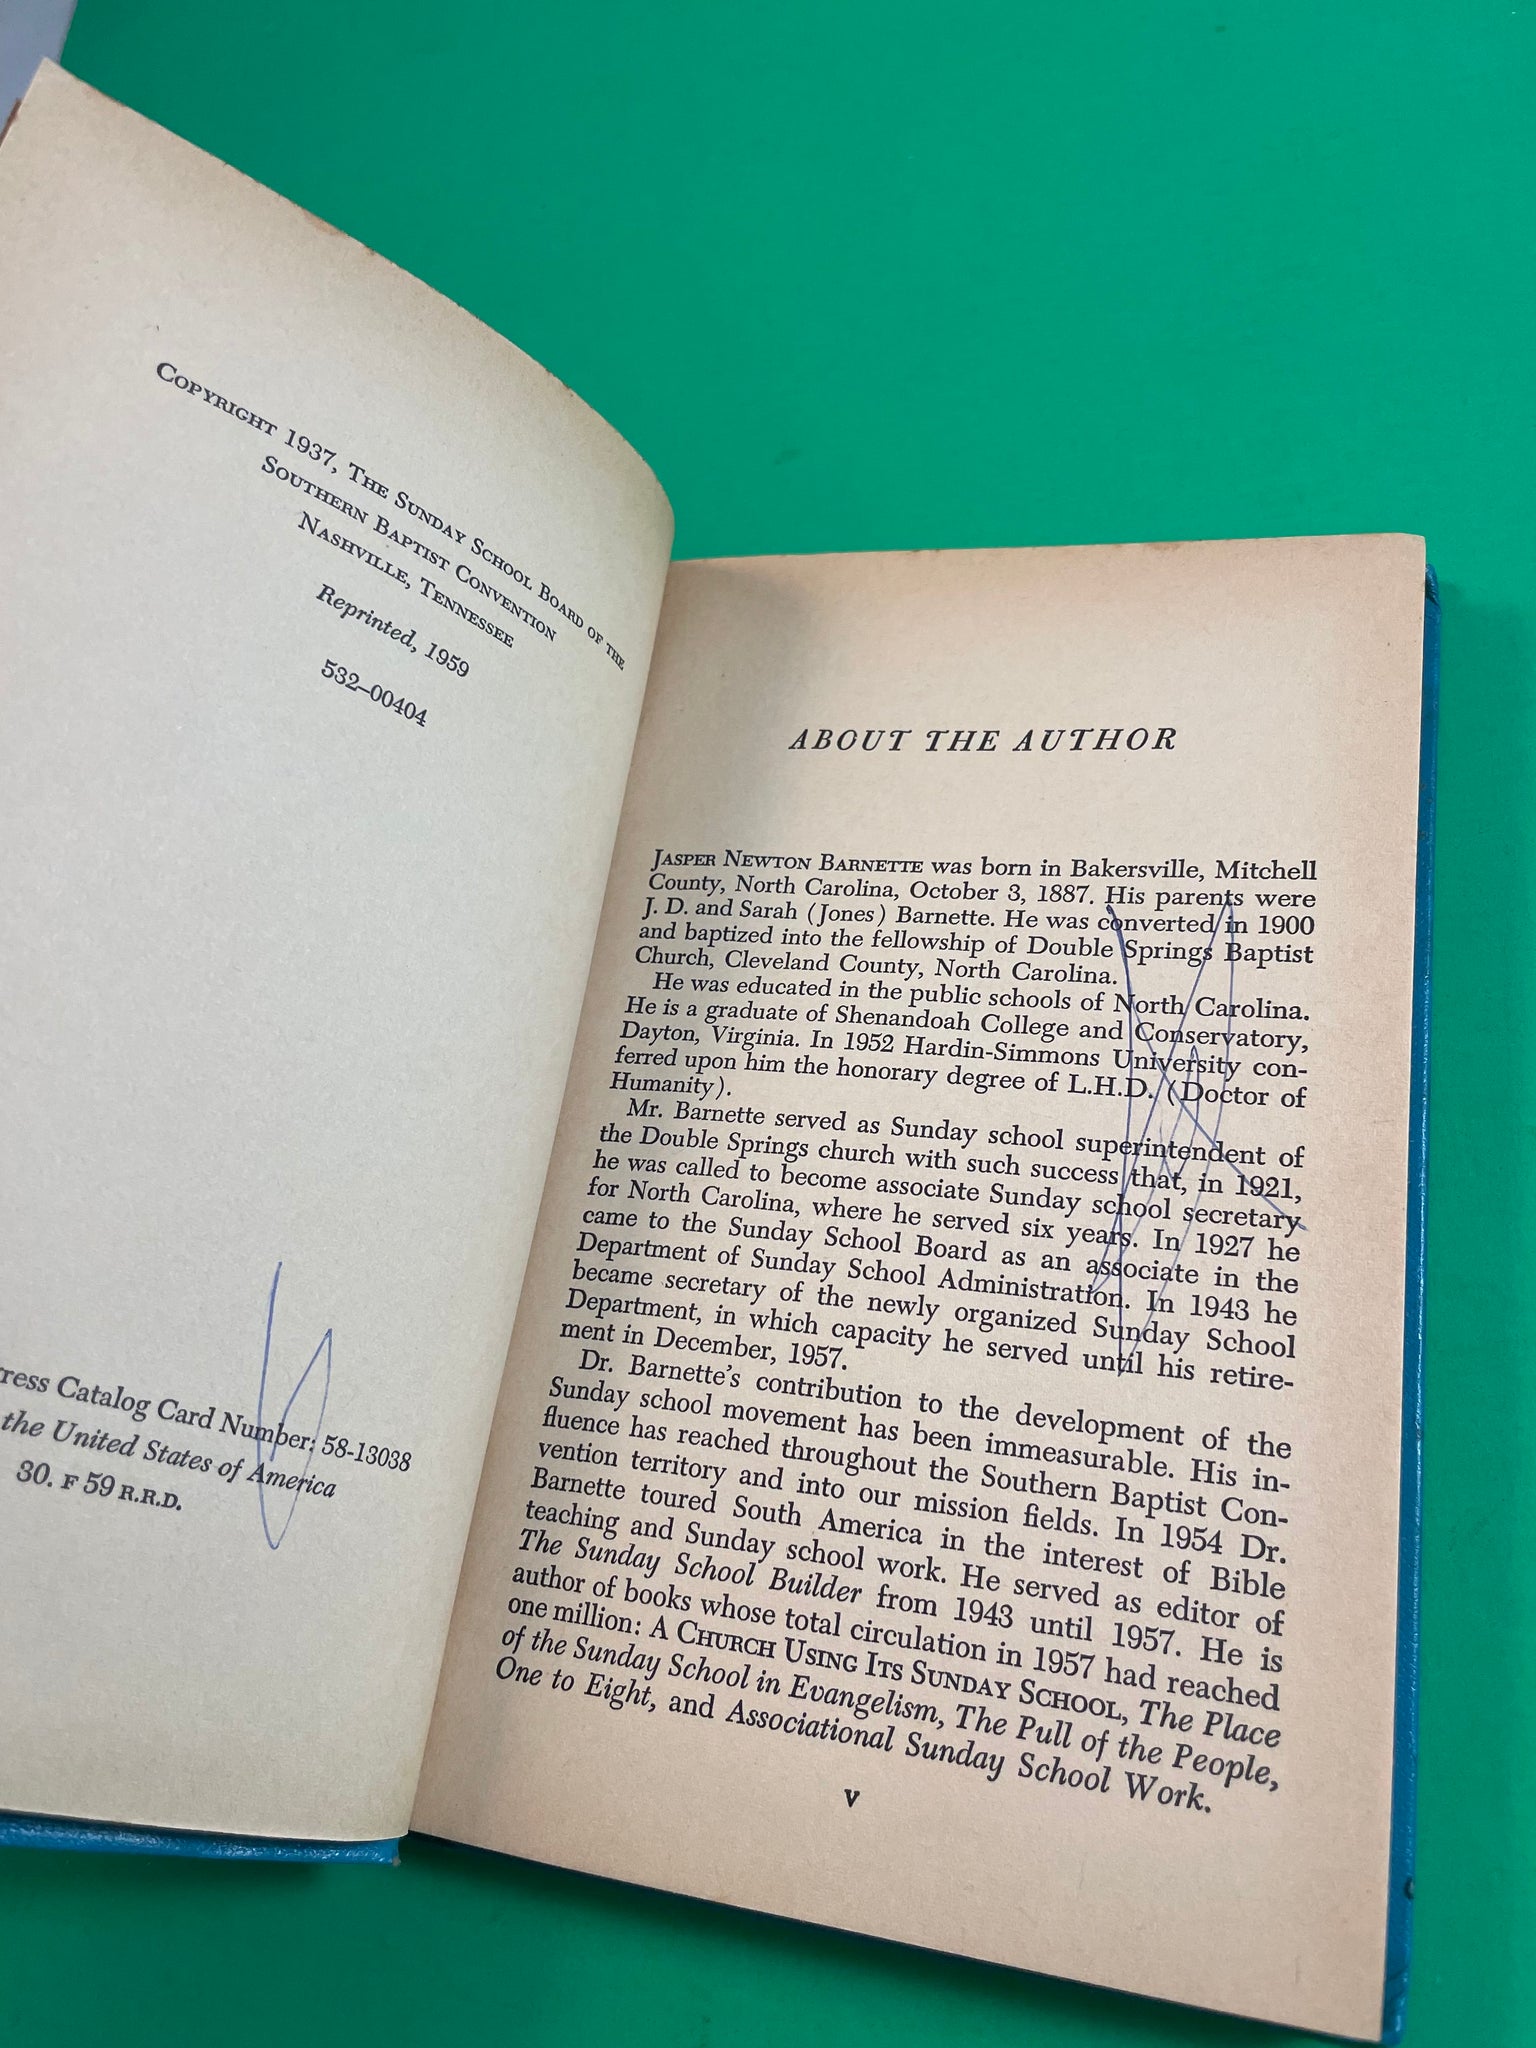 COPYRIGHT 1937, THE SUNDAY SCHOOL BOARD OF THE
SOUTHERN BAPTIST CONVENTION
NASHVILLE, TENNESSEE
Reprinted, 1959
532–00404
ress Catalog Card Number: 58-13038
the United States of America
30. F 59 R.R.D.
ABOUT THE AUTHOR
JASPER NEWTON BARNETTE was born in Bakersville, Mitchell
County, North Carolina, October 3, 1887. His parents were
J. D. and Sarah (Jones) Barnette. He was converted in 1900
and baptized into the fellowship of Double Springs Baptist
Church, Cleveland County, North Carolina.
He was educated in the public schools of North Carolina.
He is a graduate of Shenandoah College and Conservatory,
Dayton, Virginia. In 1952 Hardin-Simmons University con-
ferred upon him the honorary degree of L.H.D. (Doctor of
Humanity).
Mr. Barnette served as Sunday school superintendent of
the Double Springs church with such success that, in 1921,
he was called to become associate Sunday school secretary
for North Carolina, where he served six years. In 1927 he
came to the Sunday School Board as an associate in the
Department of Sunday School Administration. In 1943 he
became secretary of the newly organized Sunday School
Department, in which capacity he served until his retire-
ment in December, 1957.
Dr. Barnette's contribution to the development of the
Sunday school movement has been immeasurable. His in-
fluence has reached throughout the Southern Baptist Con-
vention territory and into our mission fields. In 1954 Dr.
Barnette toured South America in the interest of Bible
teaching and Sunday school work. He served as editor of
The Sunday School Builder from 1943 until 1957. He is
author of books whose total circulation in 1957 had reached
one million: A CHURCH USING ITS SUNDAY SCHOOL, The Place
of the Sunday School in Evangelism, The Pull of the People,
One to Eight, and Associational Sunday School Work.
v